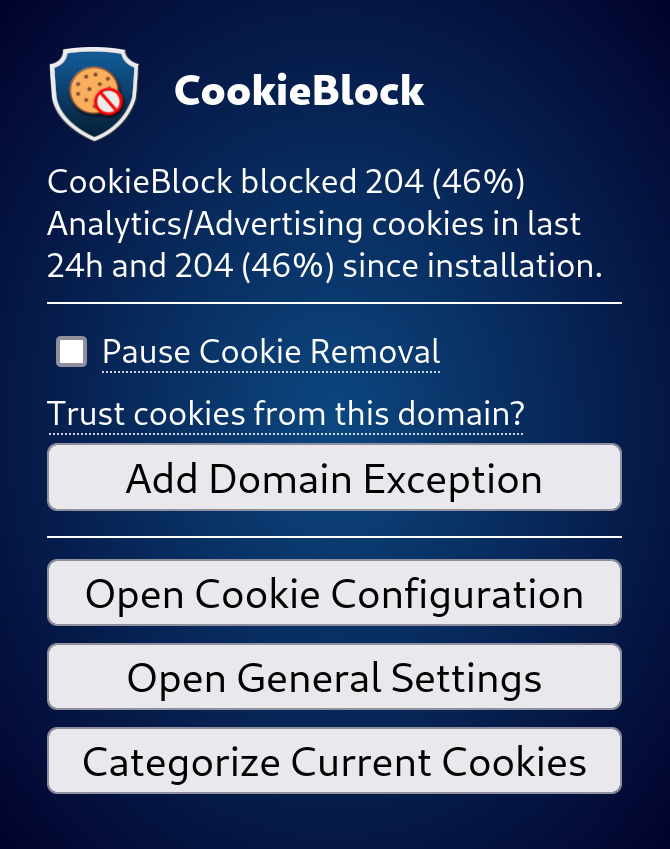 CookieBlock
CookieBlock blocked 204 (46%)
Analytics/Advertising cookies in last
24h and 204 (46%) since installation.
Pause Cookie Removal
Trust cookies from this domain?
Add Domain Exception
Open Cookie Configuration
Open General Settings
Categorize Current Cookies